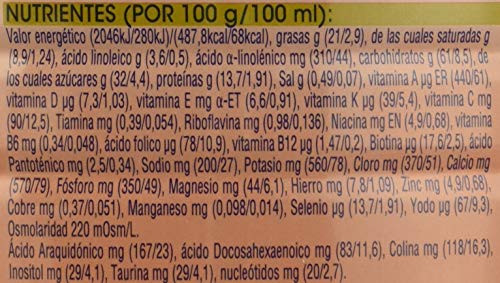 NUTRIENTES (POR 100 g/100 ml):
Valor energético (2046kJ/280kJ)/(487,8kcal/68kcal), grasas g (21/2,9), de las cuales saturadas g
(8,9/1,24), ácido linoleico g (3,6/0,5), ácido α-linolénico mg (310/44), carbohidratos g (61/8,5), de
los cuales azúcares g (32/4,4), proteínas g (13,7/1,91), Sal g (0,49/0,07), vitamina A µg ER (440/61),
vitamina D µg (7,3/1,03), vitamina E mg α-ET (6,6/0,91), vitamina K µg (39/5,4), vitamina C mg
(90/12,5), Tiamina mg (0,39/054), Riboflavina mg (0,98/0,136), Niacina mg EN (4,9/0,68), vitamina
B6 mg (0,34/0,048), ácido fólico µg (78/10,9), vitamina B12 µg (1,47/0,2), Biotina µg (17,6/2,5), ácido
Pantoténico mg (2,5/0,34), Sodio mg (200/27), Potasio mg (560/78), Cloro mg (370/51), Calcio mg
(570/79), Fósforo mg (350/49), Magnesio mg (44/6,1), Hierro mg (7,8/1,09), Zinc mg (4,9/0,68),
Cobre mg (0,37/0,051), Manganeso mg (0,098/0,014), Selenio µg (13,7/1,91), Yodo µg (67/9,3),
Osmolaridad 220 mOsm/L.
Ácido Araquidónico mg (167/23), ácido Docosahexaenoico mg (83/11,6), Colina mg (118/16,3),
Inositol mg (29/4,1), Taurina mg (29/4,1), nucleótidos mg (20/2,7).